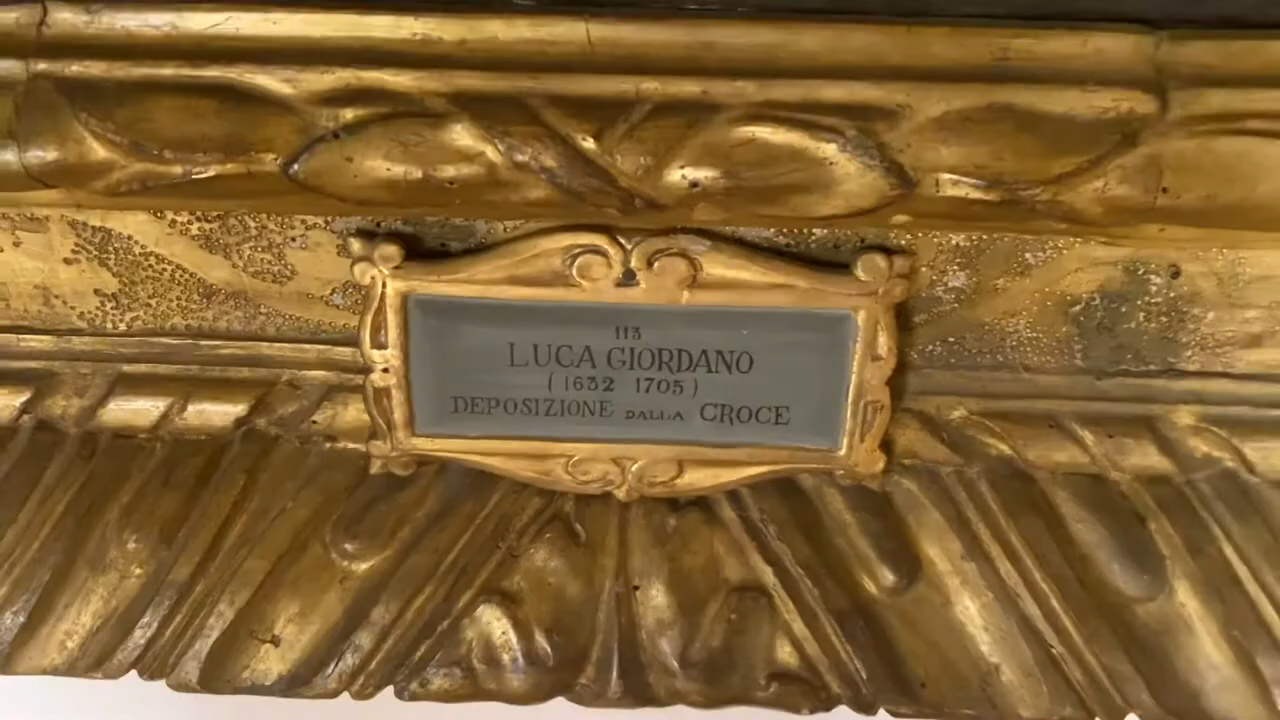 113
LUCA GIORDANO
(1632 1705)
DEPOSIZIONE DALLA CROCE